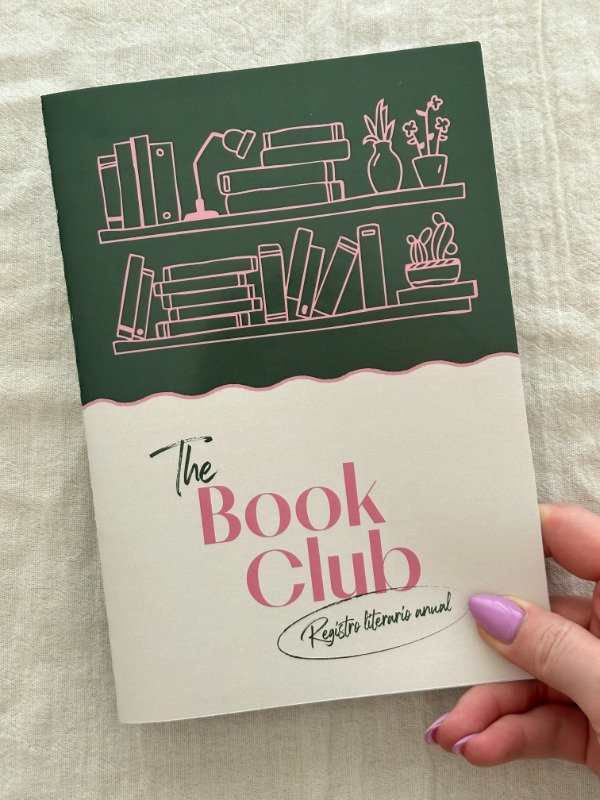 The
Book
Club
Registro literario anual